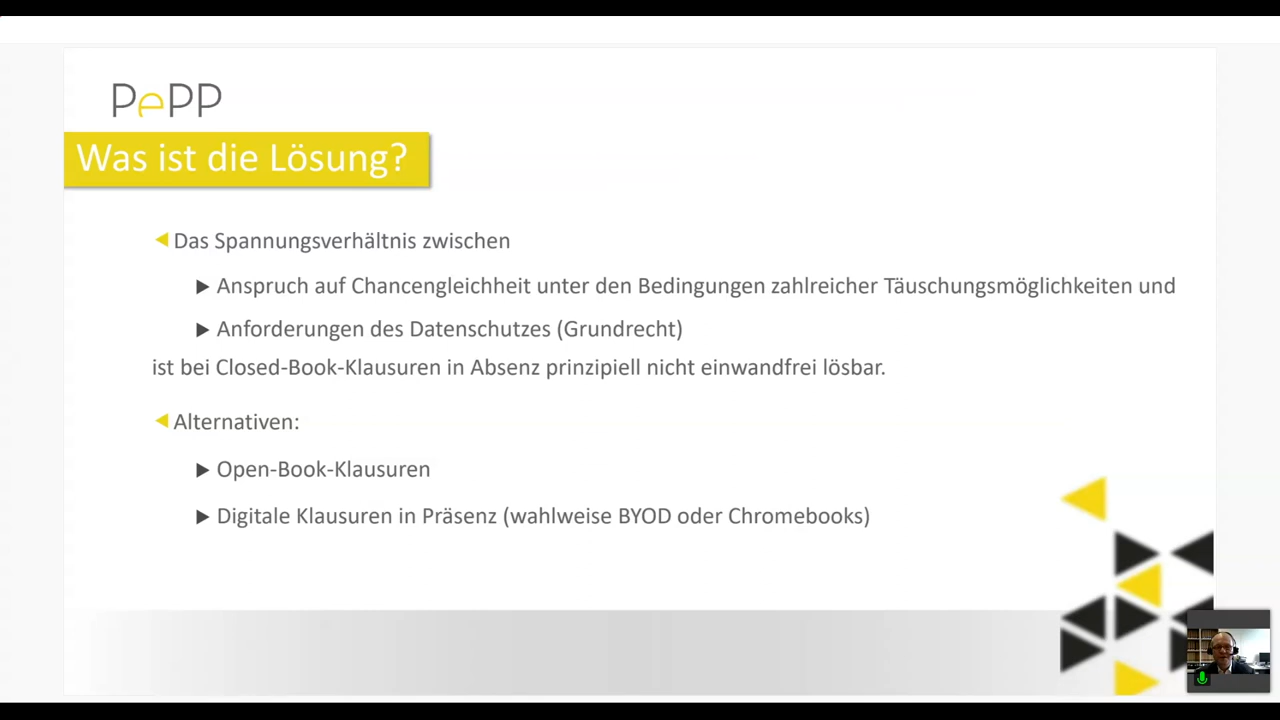 PePP
Was ist die Lösung?
Das Spannungsverhältnis zwischen
Anspruch auf Chancengleichheit unter den Bedingungen zahlreicher Täuschungsmöglichkeiten und
Anforderungen des Datenschutzes (Grundrecht)
ist bei Closed-Book-Klausuren in Absenz prinzipiell nicht einwandfrei lösbar.
Alternativen:
Open-Book-Klausuren
Digitale Klausuren in Präsenz (wahlweise BYOD oder Chromebooks)